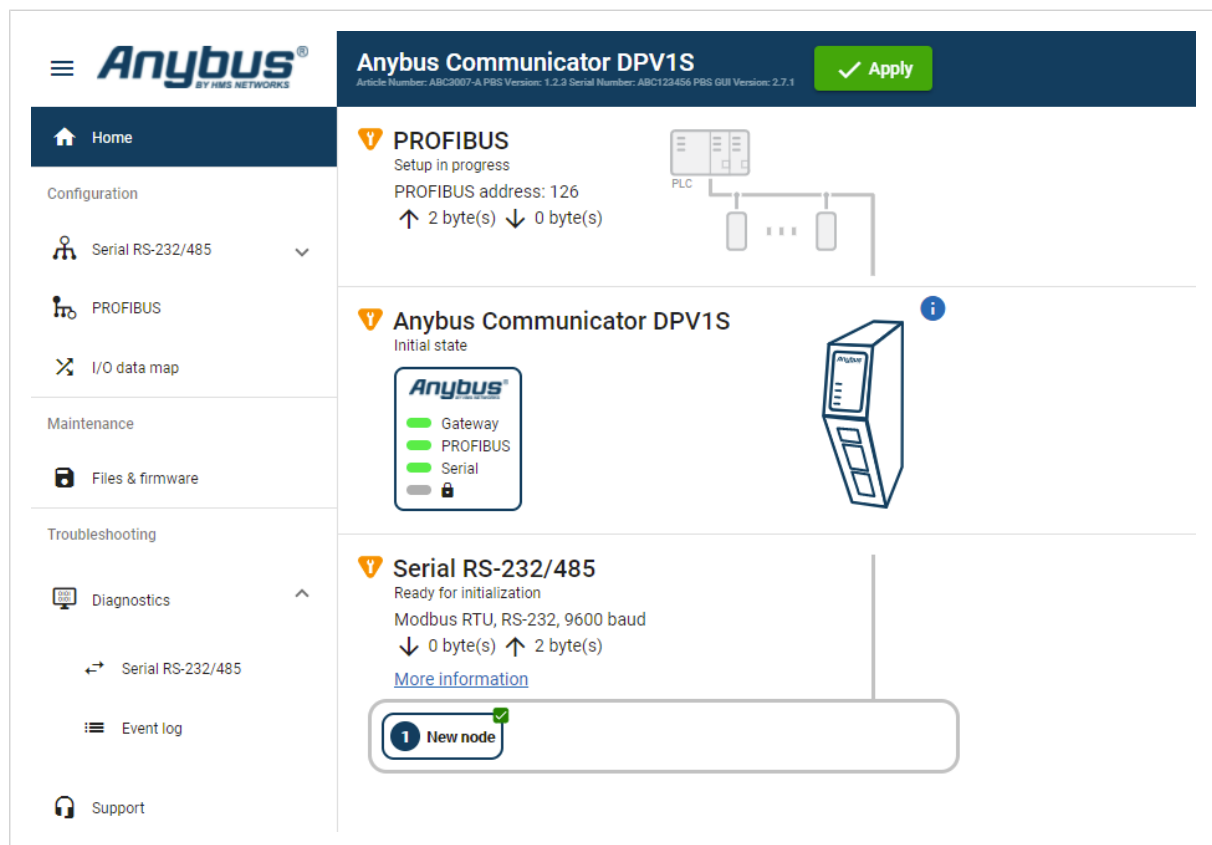 Anybus®
BY HMS NETWORKS
Anybus Communicator DPV1S
Article Number: ABC3007-A PBS Version: 1.2.3 Serial Number: ABC123456 PBS GUI Version: 2.7.1
Apply
Home
Configuration
Serial RS-232/485
PROFIBUS
I/O data map
Maintenance
Files & firmware
Troubleshooting
Diagnostics
Serial RS-232/485
Event log
Support
PROFIBUS
Setup in progress
PROFIBUS address: 126
2 byte(s) 0 byte(s)
PLC
Anybus Communicator DPV1S
Initial state
Anybus®
BY HMS NETWORKS
Gateway
PROFIBUS
Serial
Anybus
Serial RS-232/485
Ready for initialization
Modbus RTU, RS-232, 9600 baud
0 byte(s) 2 byte(s)
More information
1 New node